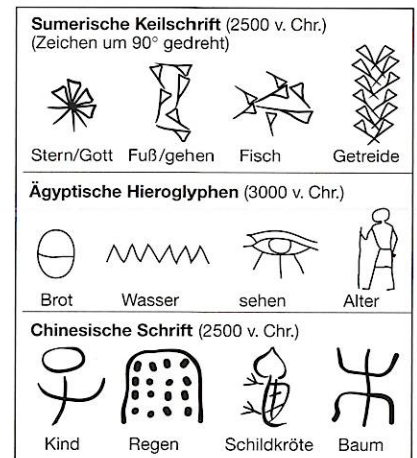 Sumerische Keilschrift (2500 v. Chr.)
(Zeichen um 90° gedreht)
Stern/Gott Fuß/gehen Fisch Getreide
Ägyptische Hieroglyphen (3000 v. Chr.)
Brot Wasser sehen Alter
Chinesische Schrift (2500 v. Chr.)
Kind Regen Schildkröte Baum